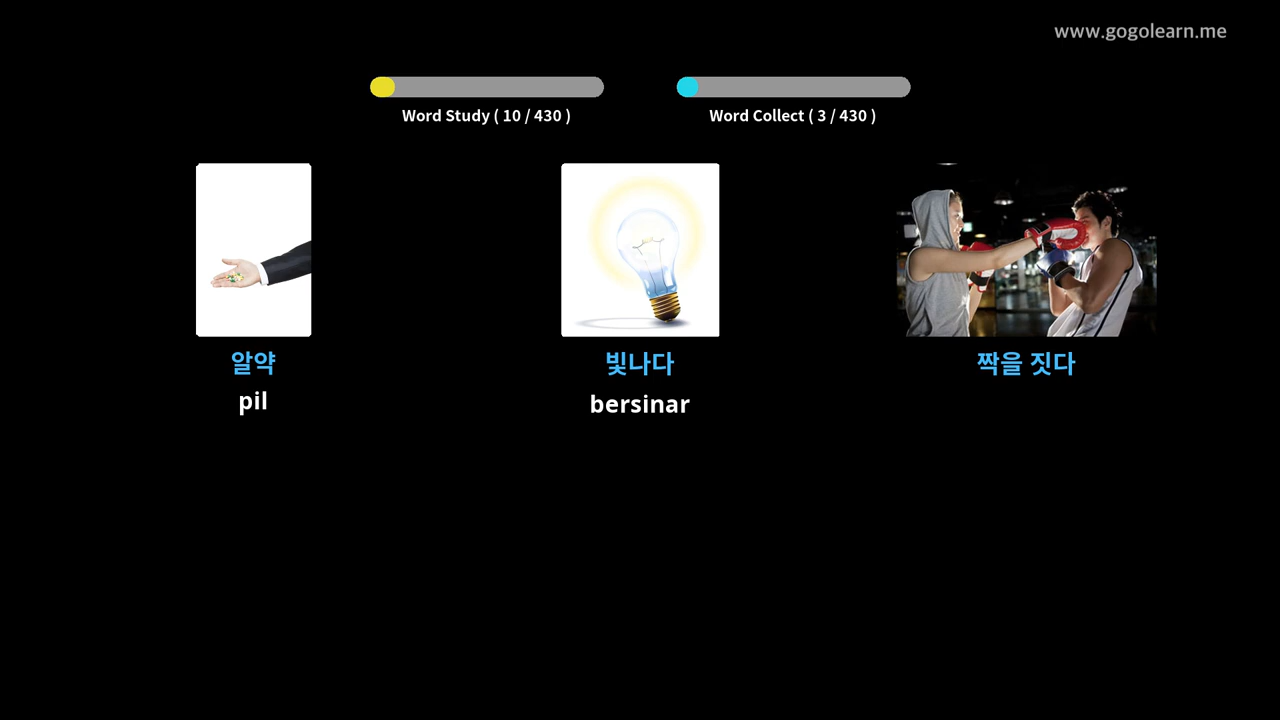 www.gogolearn.me
Word Study ( 10 / 430 )
Word Collect ( 3 / 430 )
알약
pil
빛나다
bersinar
짝을 짓다